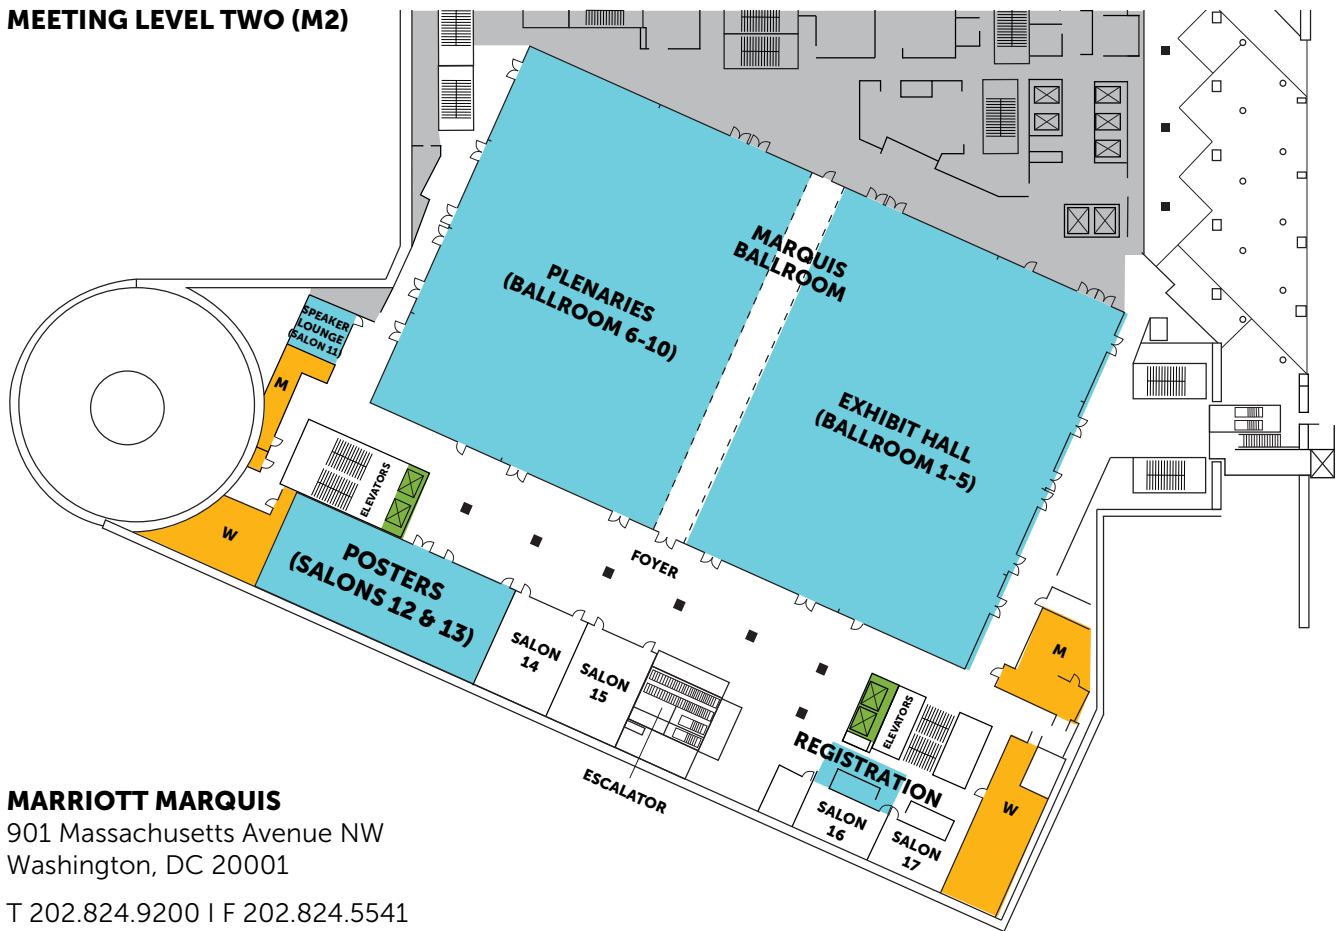 MEETING LEVEL TWO (M2)
MARQUIS
BALLROOM
PLENARIES
(BALLROOM 6-10)
SPEAKER
LOUNGE
(SALON 11)
M
EXHIBIT HALL
(BALLROOM 1-5)
ELEVATORS
W
POSTERS
(SALONS 12 & 13)
FOYER
SALON
14
SALON
15
M
ELEVATORS
REGISTRATION
ESCALATOR
SALON
16
SALON
17
W
MARRIOTT MARQUIS
901 Massachusetts Avenue NW
Washington, DC 20001
T 202.824.9200 I F 202.824.5541